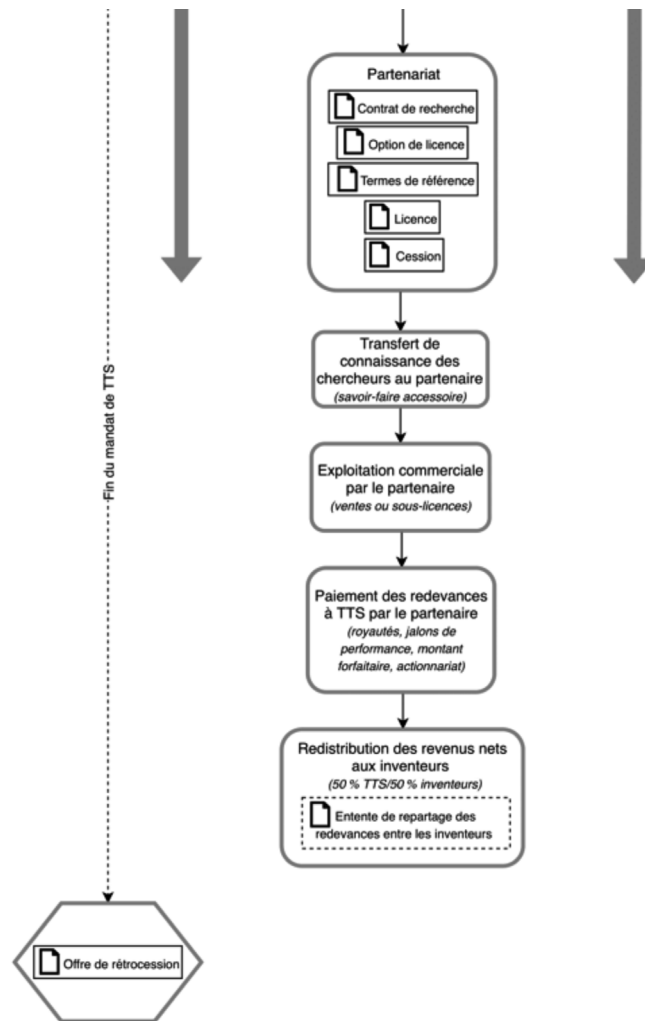 Partenariat
Contrat de recherche
Option de licence
Termes de référence
Licence
Cession
Transfert de
connaissance des
chercheurs au partenaire
(savoir-faire accessoire)
Fin du mandat de TTS
Exploitation commerciale
par le partenaire
(ventes ou sous-licences)
Paiement des redevances
à TTS par le partenaire
(royautés, jalons de
performance, montant
forfaitaire, actionnariat)
Redistribution des revenus nets
aux inventeurs
(50 % TTS/50 % inventeurs)
Entente de repartage des
redevances entre les inventeurs
Offre de rétrocession